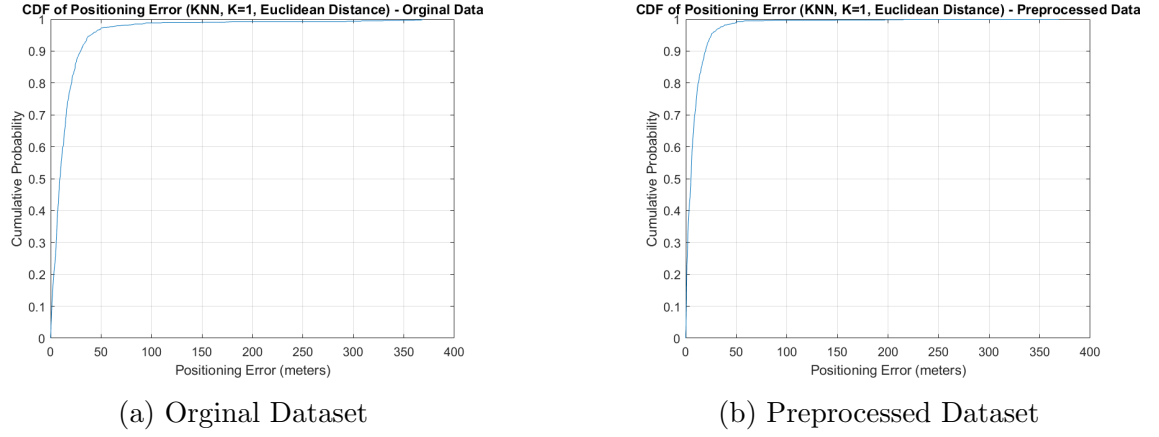 CDF of Positioning Error (KNN, K=1, Euclidean Distance) - Orginal Data
1
0.9
0.8
0.7
0.6
0.5
0.4
0.3
0.2
0.1
0
Cumulative Probability
0 50 100 150 200 250 300 350 400
Positioning Error (meters)
(a) Orginal Dataset
CDF of Positioning Error (KNN, K=1, Euclidean Distance) - Preprocessed Data
1
0.9
0.8
0.7
0.6
0.5
0.4
0.3
0.2
0.1
0
Cumulative Probability
0 50 100 150 200 250 300 350 400
Positioning Error (meters)
(b) Preprocessed Dataset